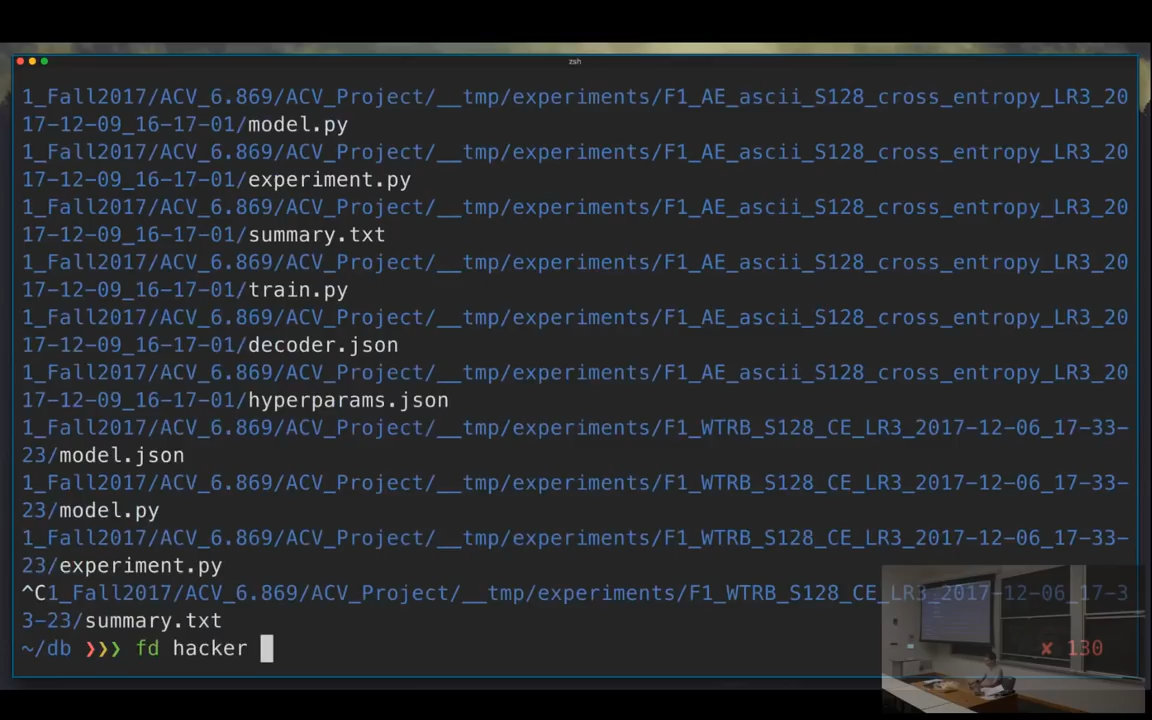 zsh
1_Fall2017/ACV_6.869/ACV_Project/__tmp/experiments/F1_AE_ascii_S128_cross_entropy_LR3_20
17-12-09_16-17-01/model.py
1_Fall2017/ACV_6.869/ACV_Project/__tmp/experiments/F1_AE_ascii_S128_cross_entropy_LR3_20
17-12-09_16-17-01/experiment.py
1_Fall2017/ACV_6.869/ACV_Project/__tmp/experiments/F1_AE_ascii_S128_cross_entropy_LR3_20
17-12-09_16-17-01/summary.txt
1_Fall2017/ACV_6.869/ACV_Project/__tmp/experiments/F1_AE_ascii_S128_cross_entropy_LR3_20
17-12-09_16-17-01/train.py
1_Fall2017/ACV_6.869/ACV_Project/__tmp/experiments/F1_AE_ascii_S128_cross_entropy_LR3_20
17-12-09_16-17-01/decoder.json
1_Fall2017/ACV_6.869/ACV_Project/__tmp/experiments/F1_AE_ascii_S128_cross_entropy_LR3_20
17-12-09_16-17-01/hyperparams.json
1_Fall2017/ACV_6.869/ACV_Project/__tmp/experiments/F1_WTRB_S128_CE_LR3_2017-12-06_17-33-
23/model.json
1_Fall2017/ACV_6.869/ACV_Project/__tmp/experiments/F1_WTRB_S128_CE_LR3_2017-12-06_17-33-
23/model.py
1_Fall2017/ACV_6.869/ACV_Project/__tmp/experiments/F1_WTRB_S128_CE_LR3_2017-12-06_17-33-
23/experiment.py
^C1_Fall2017/ACV_6.869/ACV_Project/__tmp/experiments/F1_WTRB_S128_CE_LR3_2017-12-06_17-3
3-23/summary.txt
~/db ❯❯❯ fd hacker ✘ 130